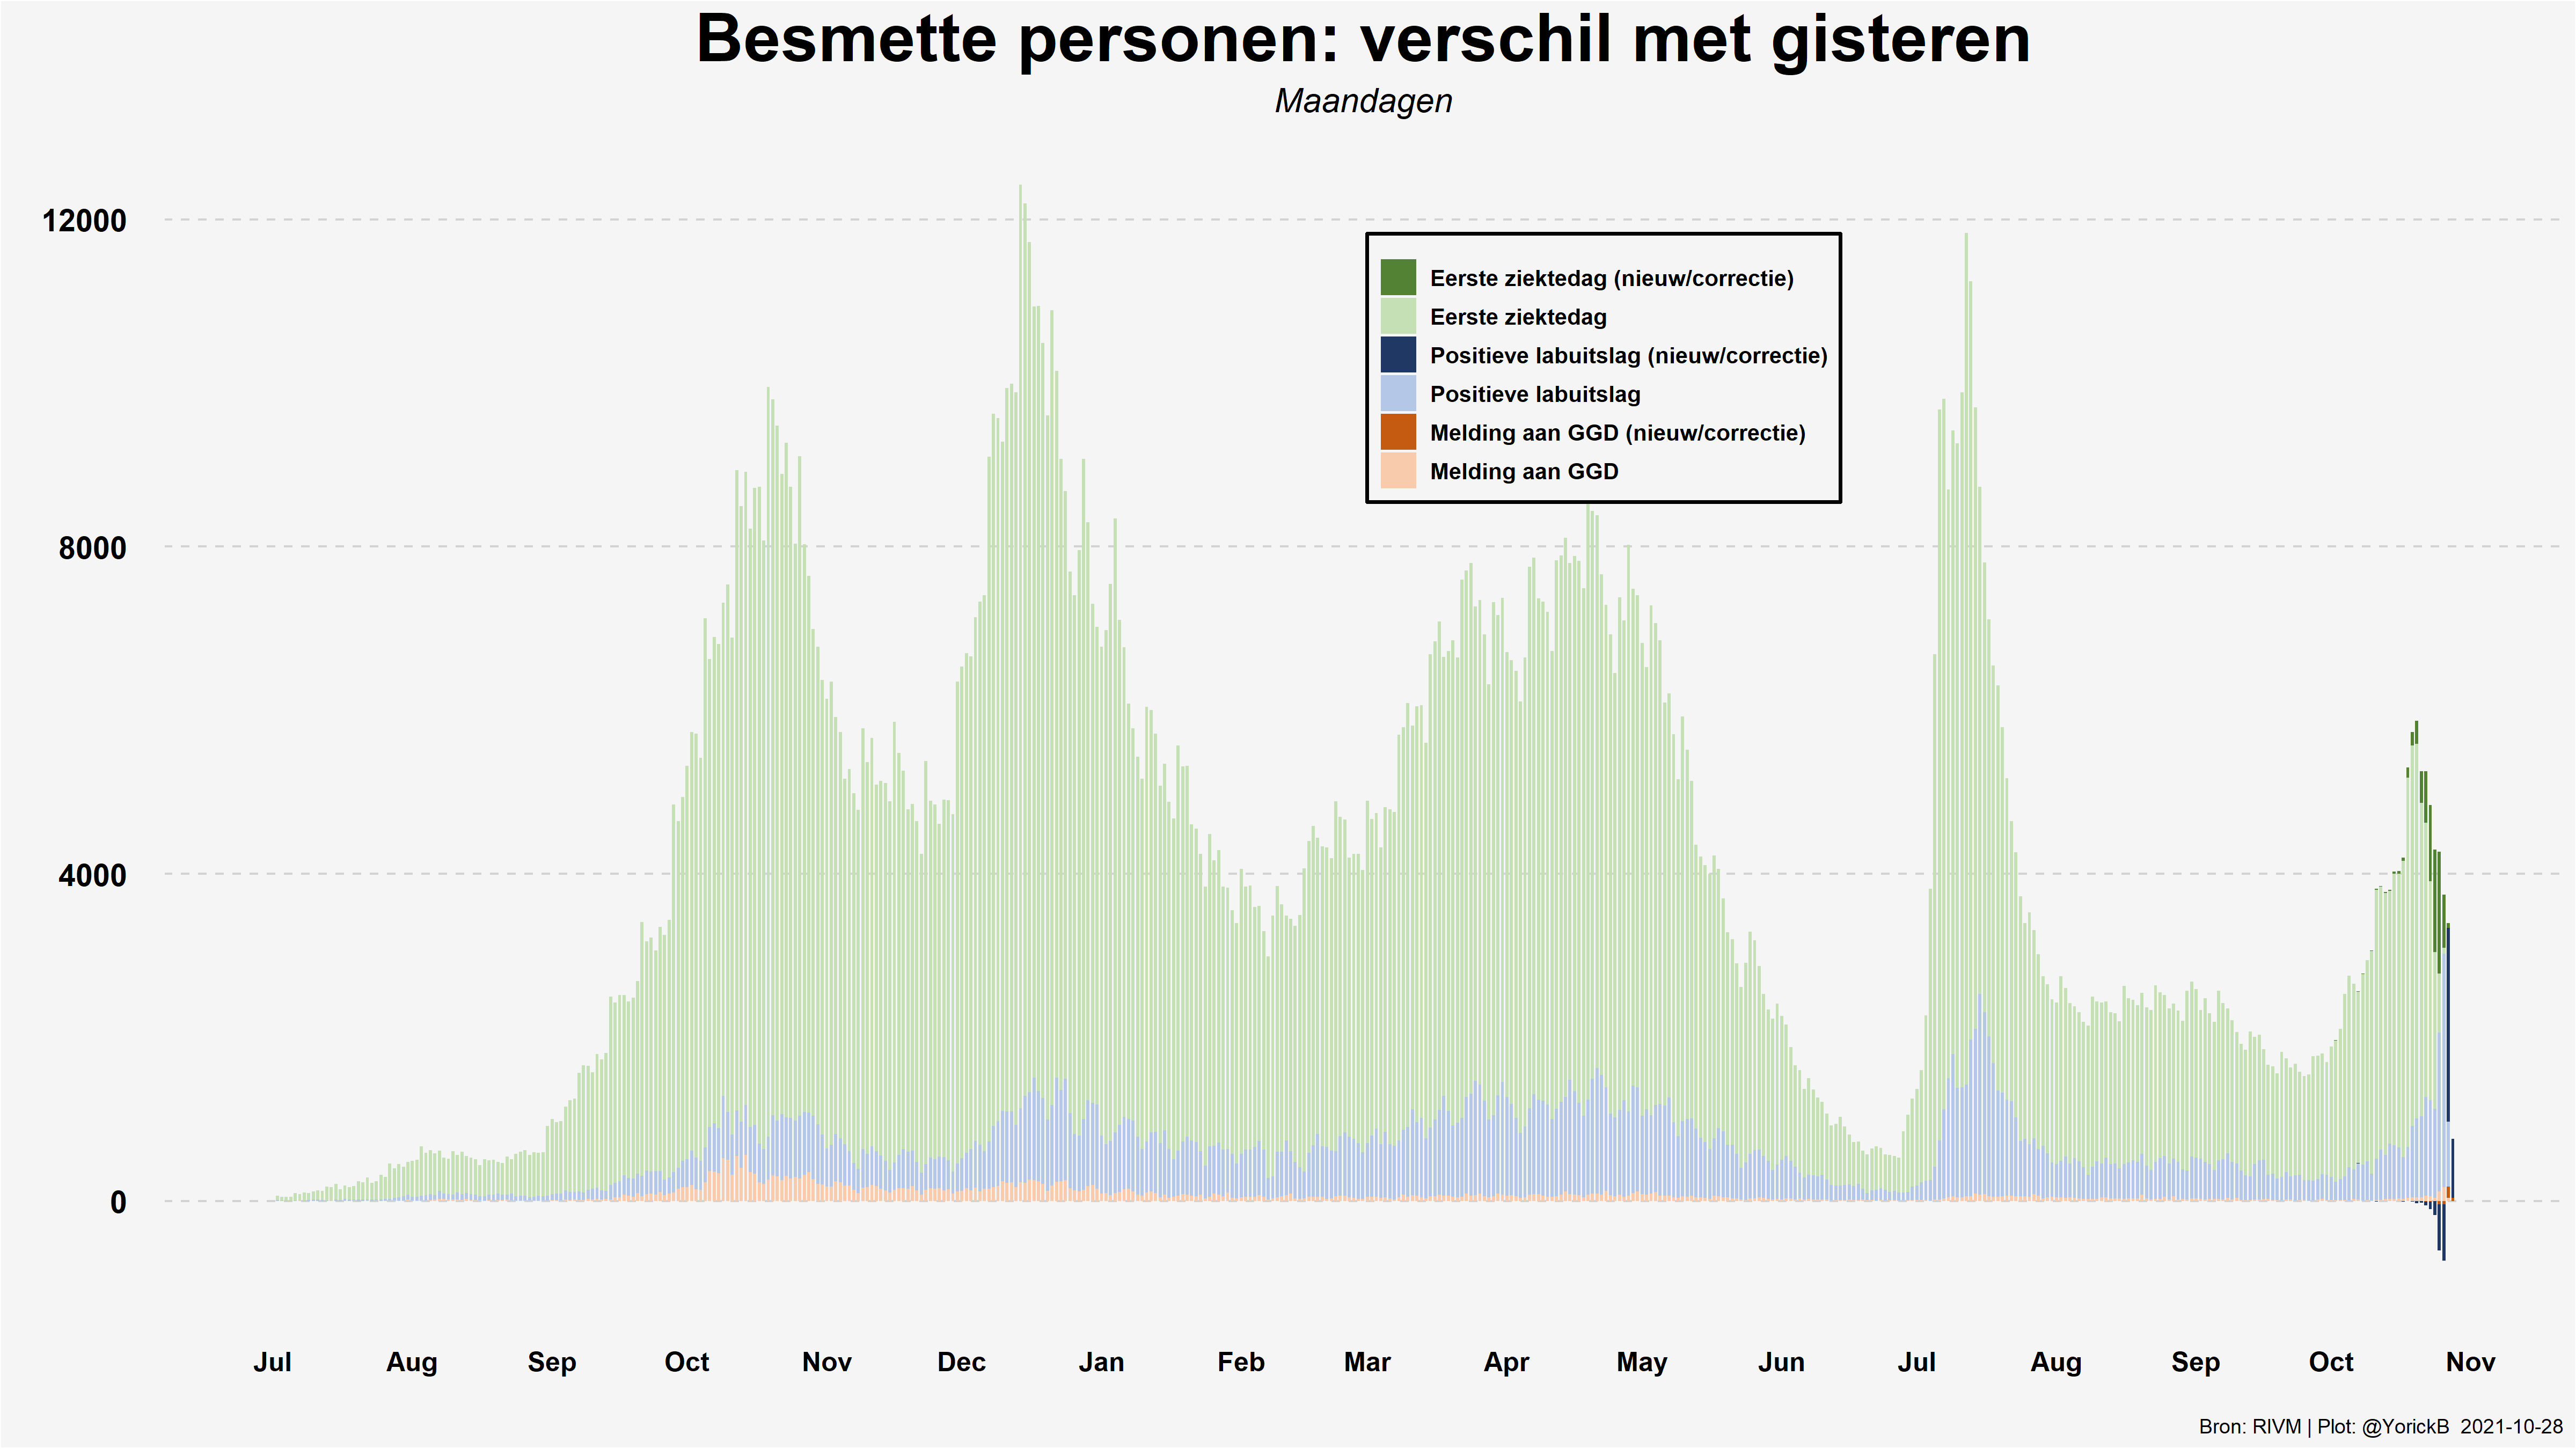 Besmette personen: verschil met gisteren
Maandagen
12000
8000
4000
0
Eerste ziektedag (nieuw/correctie)
Eerste ziektedag
Positieve labuitslag (nieuw/correctie)
Positieve labuitslag
Melding aan GGD (nieuw/correctie)
Melding aan GGD
Jul Aug Sep Oct Nov Dec Jan Feb Mar Apr May Jun Jul Aug Sep Oct Nov
Bron: RIVM | Plot: @YorickB 2021-10-28